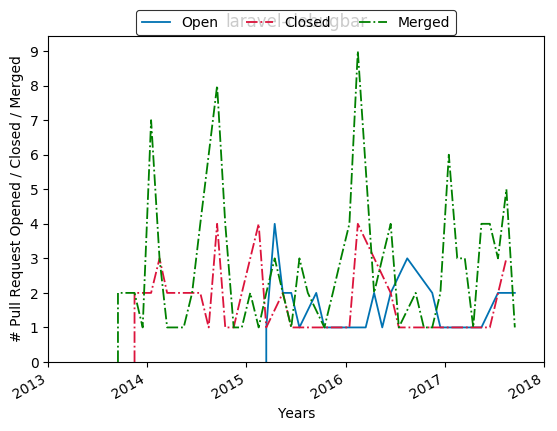 laravel-debugbar
Open Closed Merged
# Pull Request Opened / Closed / Merged
9
8
7
6
5
4
3
2
1
0
2013 2014 2015 2016 2017 2018
Years